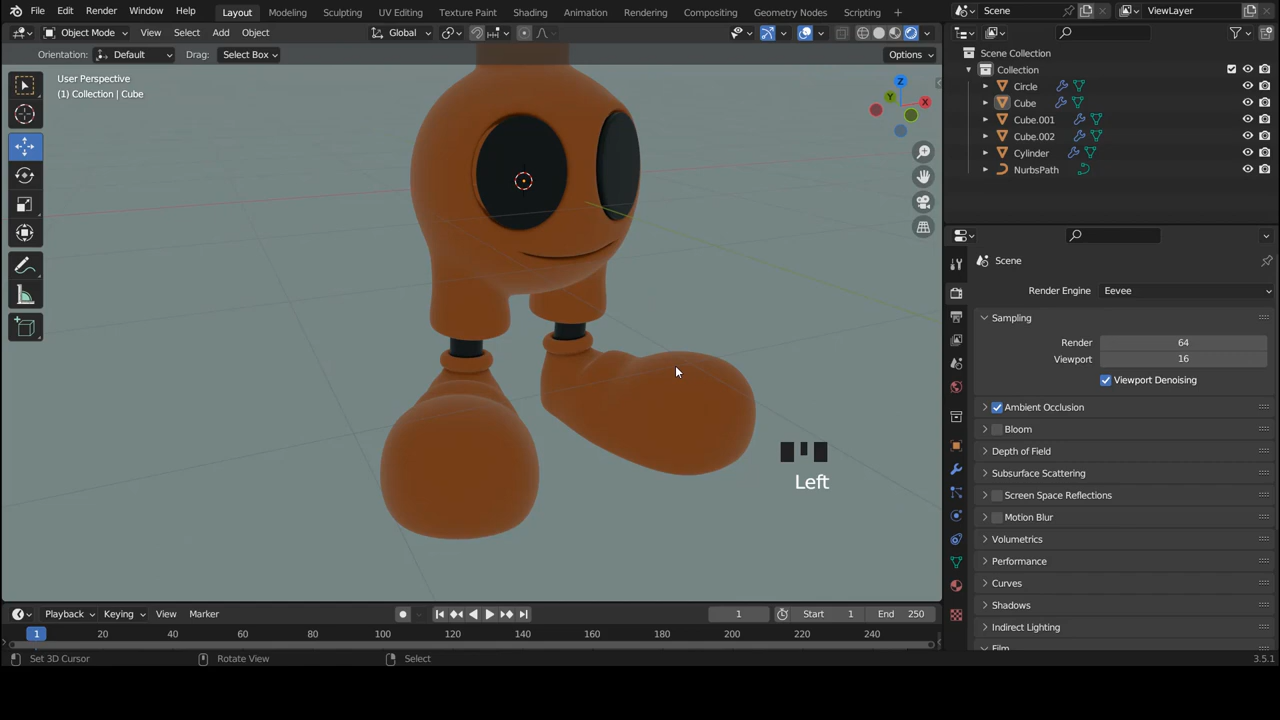 File Edit Render Window Help Layout Modeling Sculpting UV Editing Texture Paint Shading Animation Rendering Compositing Geometry Nodes Scripting + Scene ViewLayer
Object Mode View Select Add Object Global
Orientation: Default Drag: Select Box Options
User Perspective
(1) Collection | Cube
Z
Y
X
Scene Collection
Collection
Circle
Cube
Cube.001
Cube.002
Cylinder
NurbsPath
Scene
Render Engine Eevee
Sampling
Render 64
Viewport 16
Viewport Denoising
Ambient Occlusion
Bloom
Depth of Field
Subsurface Scattering
Screen Space Reflections
Motion Blur
Volumetrics
Performance
Curves
Shadows
Indirect Lighting
Film
Left
Playback Keying View Marker 1 Start 1 End 250
1 20 40 60 80 100 120 140 160 180 200 220 240
Set 3D Cursor Rotate View Select 3.5.1